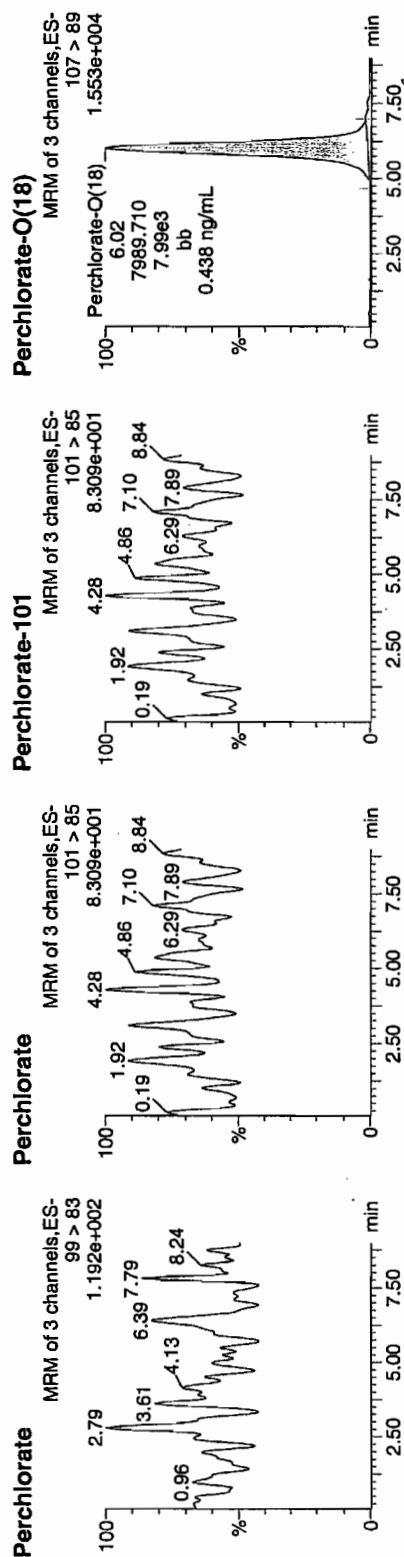 Perchlorate
MRM of 3 channels,ES-
99 > 83
1.192e+002
100
%
0
2.79
0.96
3.61
4.13
6.39
7.79
8.24
2.50
5.00
7.50
min
Perchlorate
MRM of 3 channels,ES-
101 > 85
8.309e+001
100
%
0
0.19
1.92
4.28
4.86
6.29
7.10
7.89
8.84
2.50
5.00
7.50
min
Perchlorate-101
MRM of 3 channels,ES-
101 > 85
8.309e+001
100
%
0
0.19
1.92
4.28
4.86
6.29
7.10
7.89
8.84
2.50
5.00
7.50
min
Perchlorate-O(18)
MRM of 3 channels,ES-
107 > 89
1.553e+004
100
%
0
Perchlorate-O(18)
6.02
7989.710
7.99e3
bb
0.438 ng/mL
2.50
5.00
7.50
min